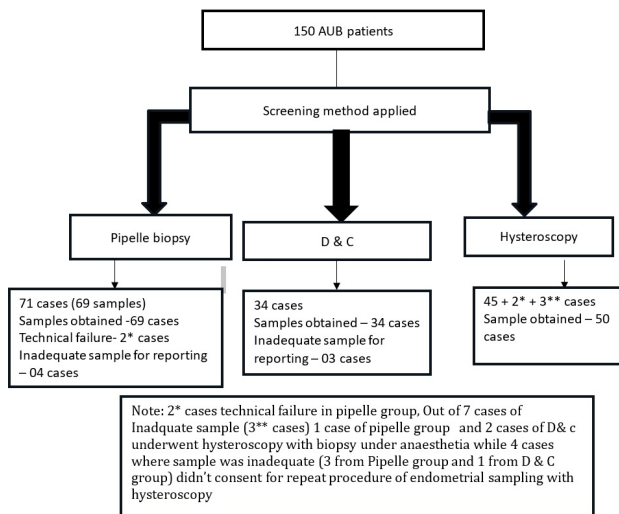 150 AUB patients
Screening method applied
Pipelle biopsy
D & C
Hysteroscopy
71 cases (69 samples)
Samples obtained -69 cases
Technical failure- 2* cases
Inadequate sample for reporting
– 04 cases
34 cases
Samples obtained – 34 cases
Inadequate sample for
reporting – 03 cases
45 + 2* + 3** cases
Sample obtained – 50
cases
Note: 2* cases technical failure in pipelle group, Out of 7 cases of
Inadquate sample (3** cases) 1 case of pipelle group and 2 cases of D& c
underwent hysteroscopy with biopsy under anaesthetia while 4 cases
where sample was inadequate (3 from Pipelle group and 1 from D & C
group) didn't consent for repeat procedure of endometrial sampling with
hysteroscopy